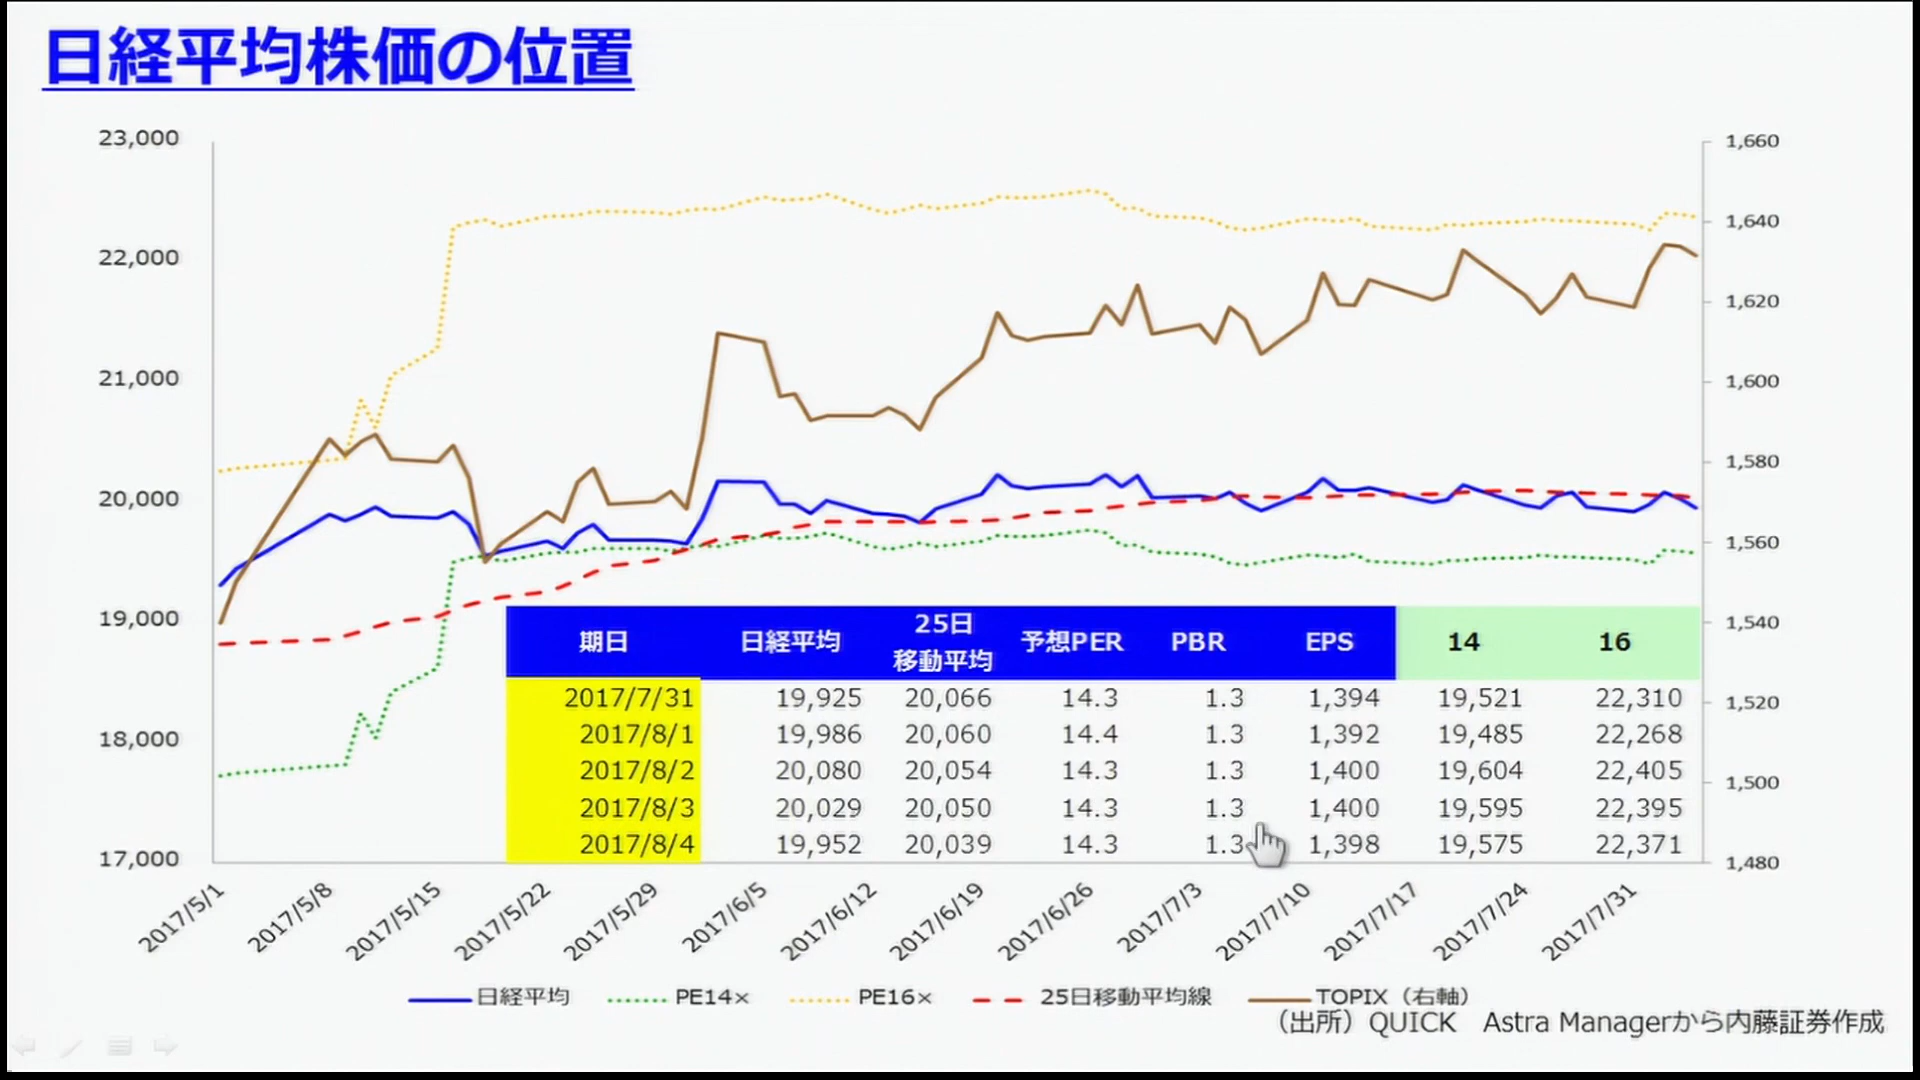 日経平均株価の位置
23,000
22,000
21,000
20,000
19,000
18,000
17,000
1,660
1,640
1,620
1,600
1,580
1,560
1,540
1,520
1,500
1,480
期日 日経平均 25日移動平均 予想PER PBR EPS 14 16
2017/7/31 19,925 20,066 14.3 1.3 1,394 19,521 22,310
2017/8/1 19,986 20,060 14.4 1.3 1,392 19,485 22,268
2017/8/2 20,080 20,054 14.3 1.3 1,400 19,604 22,405
2017/8/3 20,029 20,050 14.3 1.3 1,400 19,595 22,395
2017/8/4 19,952 20,039 14.3 1.3 1,398 19,575 22,371
2017/5/1 2017/5/8 2017/5/15 2017/5/22 2017/5/29 2017/6/5 2017/6/12 2017/6/19 2017/6/26 2017/7/3 2017/7/10 2017/7/17 2017/7/24 2017/7/31
日経平均 PE14× PE16× 25日移動平均線 TOPIX（右軸）
（出所）QUICK Astra Managerから内藤証券作成